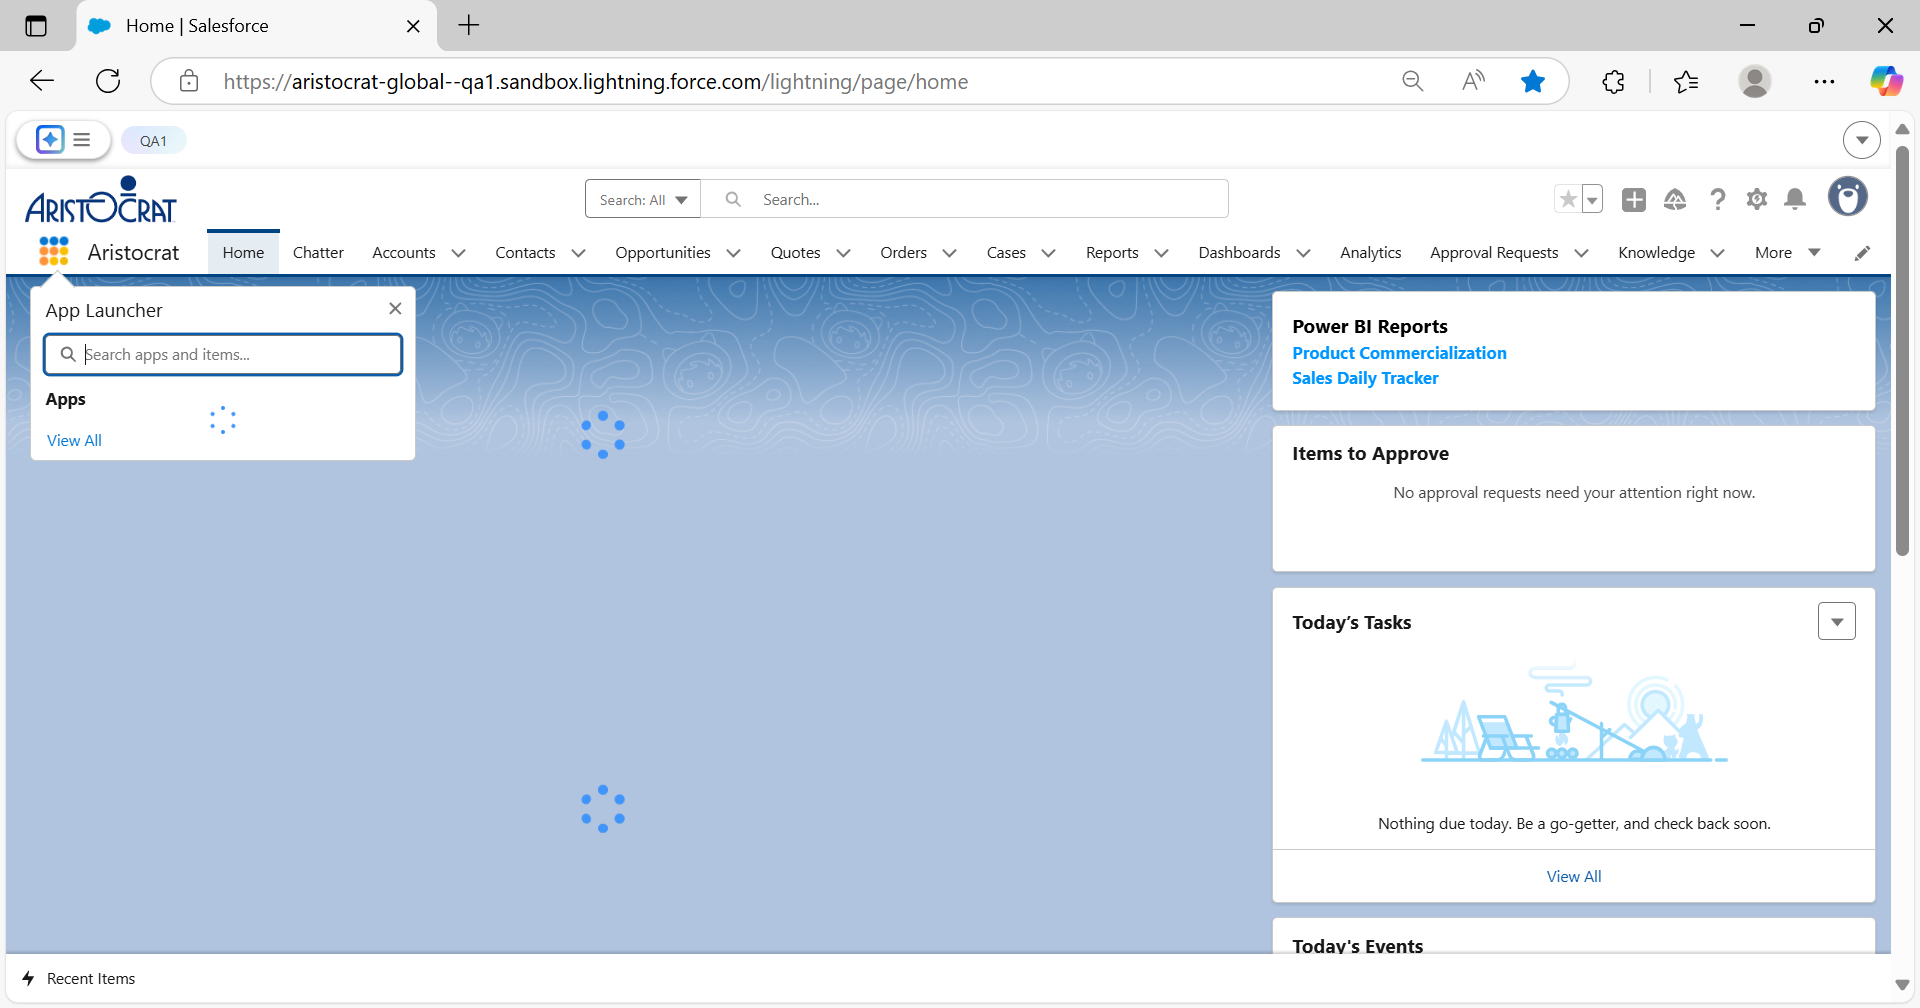 Home | Salesforce
https://aristocrat-global--qa1.sandbox.lightning.force.com/lightning/page/home
QA1
ARISTOCRAT
Search: All
Search...
Aristocrat
Home
Chatter
Accounts
Contacts
Opportunities
Quotes
Orders
Cases
Reports
Dashboards
Analytics
Approval Requests
Knowledge
More
App Launcher
Search apps and items...
Apps
View All
Power BI Reports
Product Commercialization
Sales Daily Tracker
Items to Approve
No approval requests need your attention right now.
Today’s Tasks
Nothing due today. Be a go-getter, and check back soon.
View All
Today's Events
Recent Items